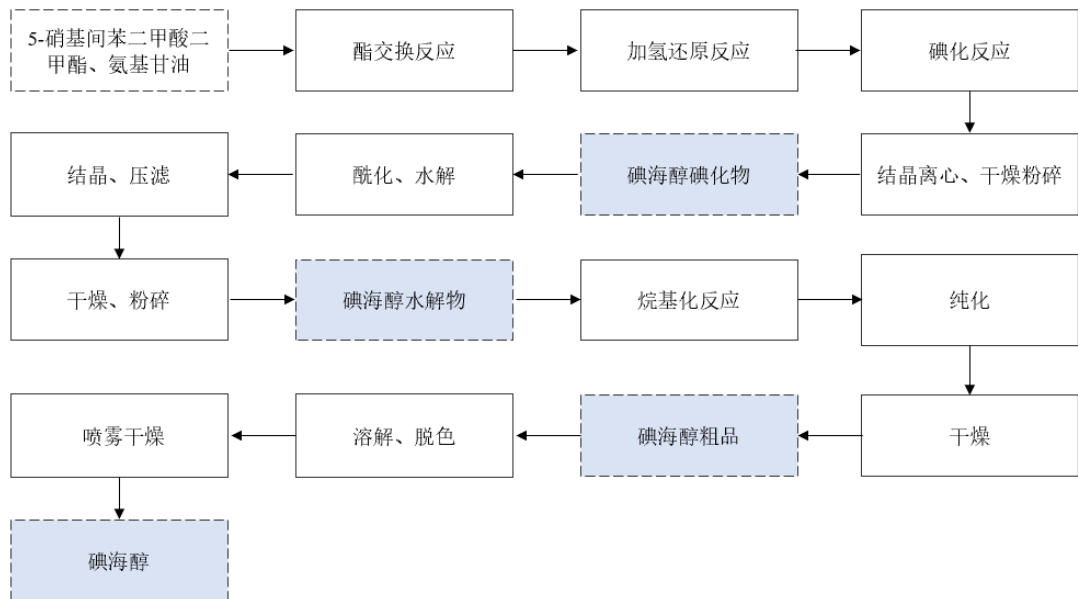 5-硝基间苯二甲酸二
甲酯、氨基甘油
酯交换反应
加氢还原反应
碘化反应
结晶离心、干燥粉碎
碘海醇碘化物
酰化、水解
结晶、压滤
干燥、粉碎
碘海醇水解物
烷基化反应
纯化
干燥
碘海醇粗品
溶解、脱色
喷雾干燥
碘海醇